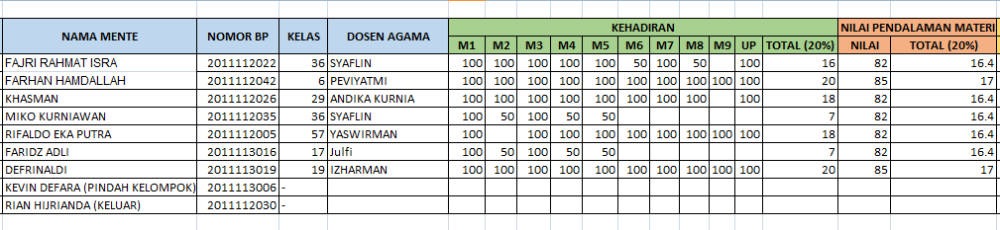 NAMA MENTE NOMOR BP KELAS DOSEN AGAMA KEHADIRAN NILAI PENDALAMAN MATERI
M1 M2 M3 M4 M5 M6 M7 M8 M9 UP TOTAL (20%) NILAI TOTAL (20%)
FAJRI RAHMAT ISRA 2011112022 36 SYAFLIN 100 100 100 100 100 50 100 50 100 16 82 16.4
FARHAN HAMDALLAH 2011112042 6 PEVIYATMI 100 100 100 100 100 100 100 100 100 100 20 85 17
KHASMAN 2011112026 29 ANDIKA KURNIA 100 100 100 100 100 100 100 100 100 18 82 16.4
MIKO KURNIAWAN 2011112035 36 SYAFLIN 100 50 100 50 50 7 82 16.4
RIFALDO EKA PUTRA 2011112005 57 YASWIRMAN 100 100 100 100 100 100 100 100 100 18 82 16.4
FARIDZ ADLI 2011113016 17 Julfi 100 50 100 50 50 7 82 16.4
DEFRINALDI 2011113019 19 IZHARMAN 100 100 100 100 100 100 100 100 100 100 20 85 17
KEVIN DEFARA (PINDAH KELOMPOK) 2011113006 -
RIAN HIJRIANDA (KELUAR) 2011112030 -